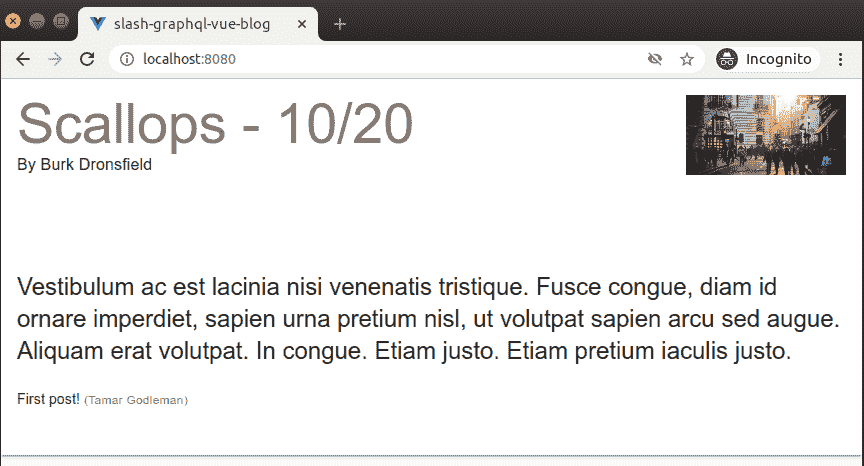 slash-graphql-vue-blog
localhost:8080
Incognito
Scallops - 10/20
By Burk Dronsfield
Vestibulum ac est lacinia nisi venenatis tristique. Fusce congue, diam id
ornare imperdiet, sapien urna pretium nisl, ut volutpat sapien arcu sed augue.
Aliquam erat volutpat. In congue. Etiam justo. Etiam pretium iaculis justo.
First post! (Tamar Godleman)